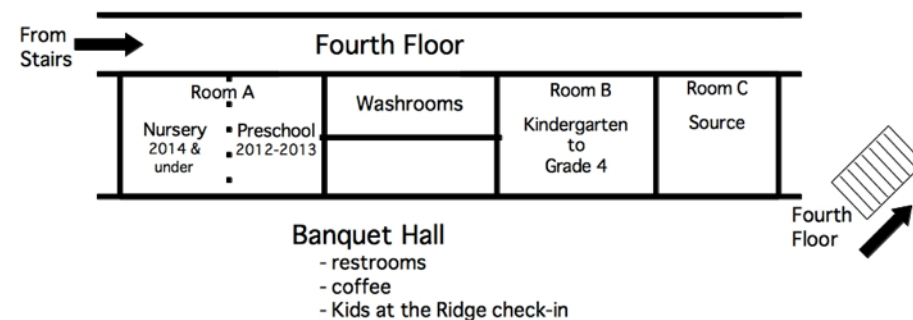 From
Stairs
Fourth Floor
Room A
Nursery
2014 &
under
Preschool
2012-2013
Washrooms
Room B
Kindergarten
to
Grade 4
Room C
Source
Fourth
Floor
Banquet Hall
- restrooms
- coffee
- Kids at the Ridge check-in